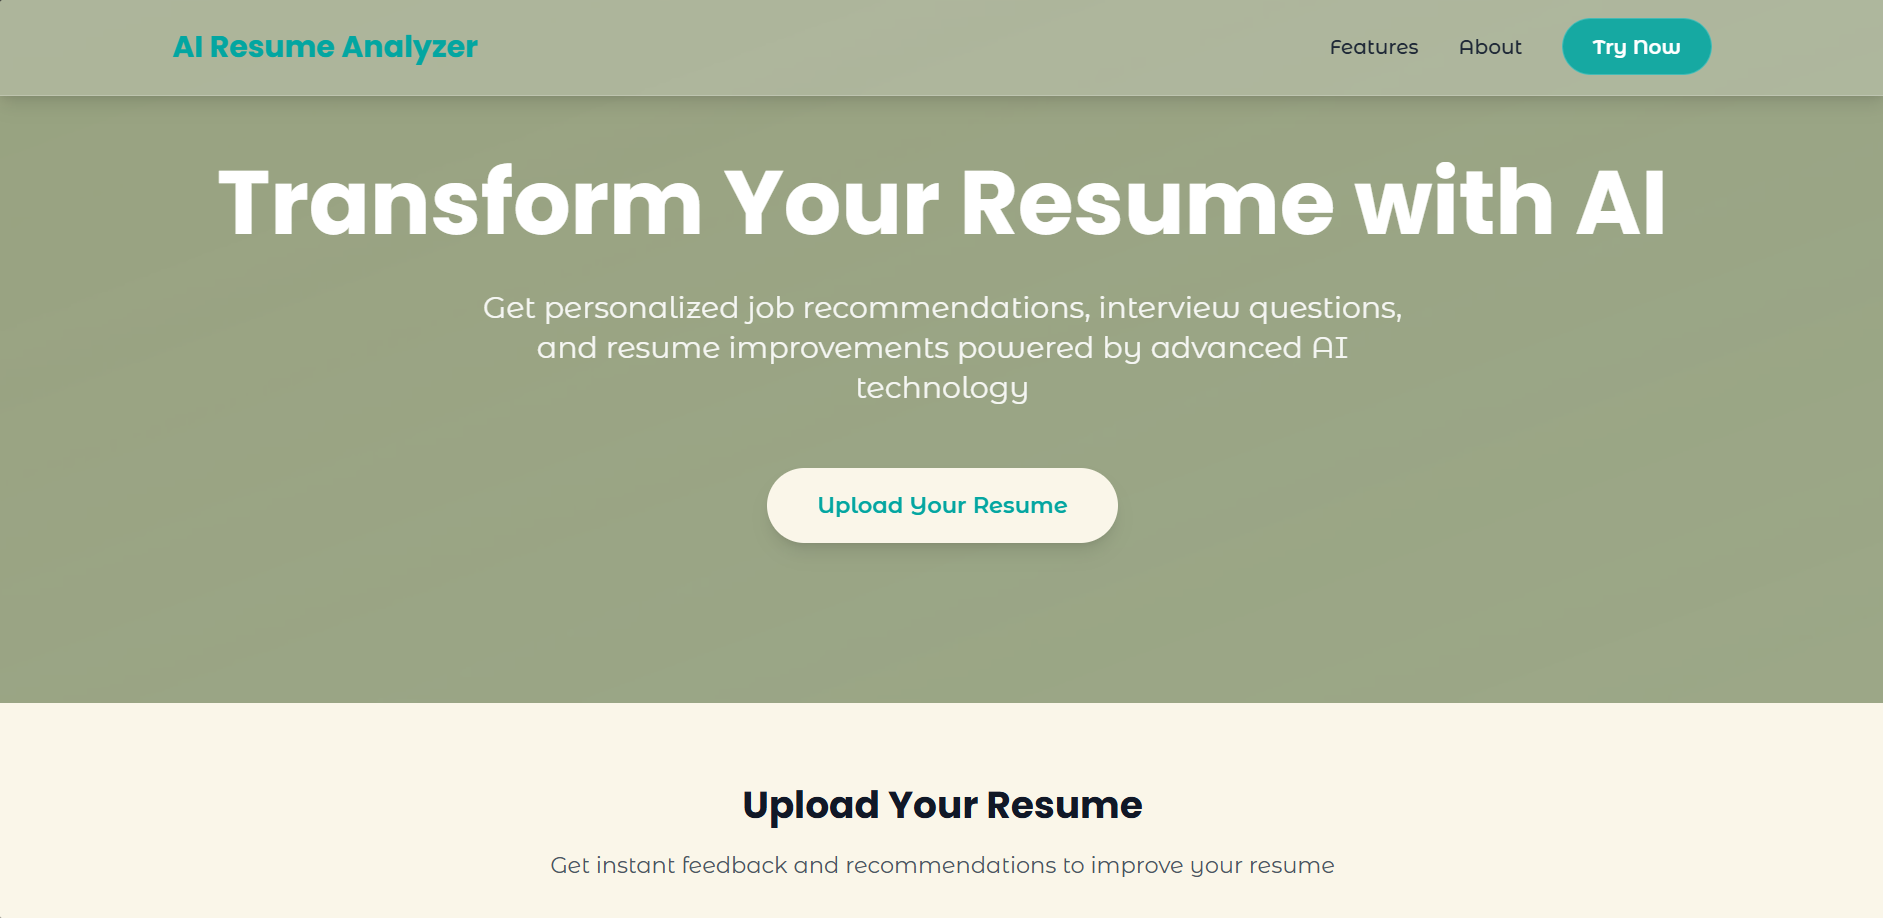 AI Resume Analyzer
Features
About
Try Now
Transform Your Resume with AI
Get personalized job recommendations, interview questions,
and resume improvements powered by advanced AI
technology
Upload Your Resume
Upload Your Resume
Get instant feedback and recommendations to improve your resume